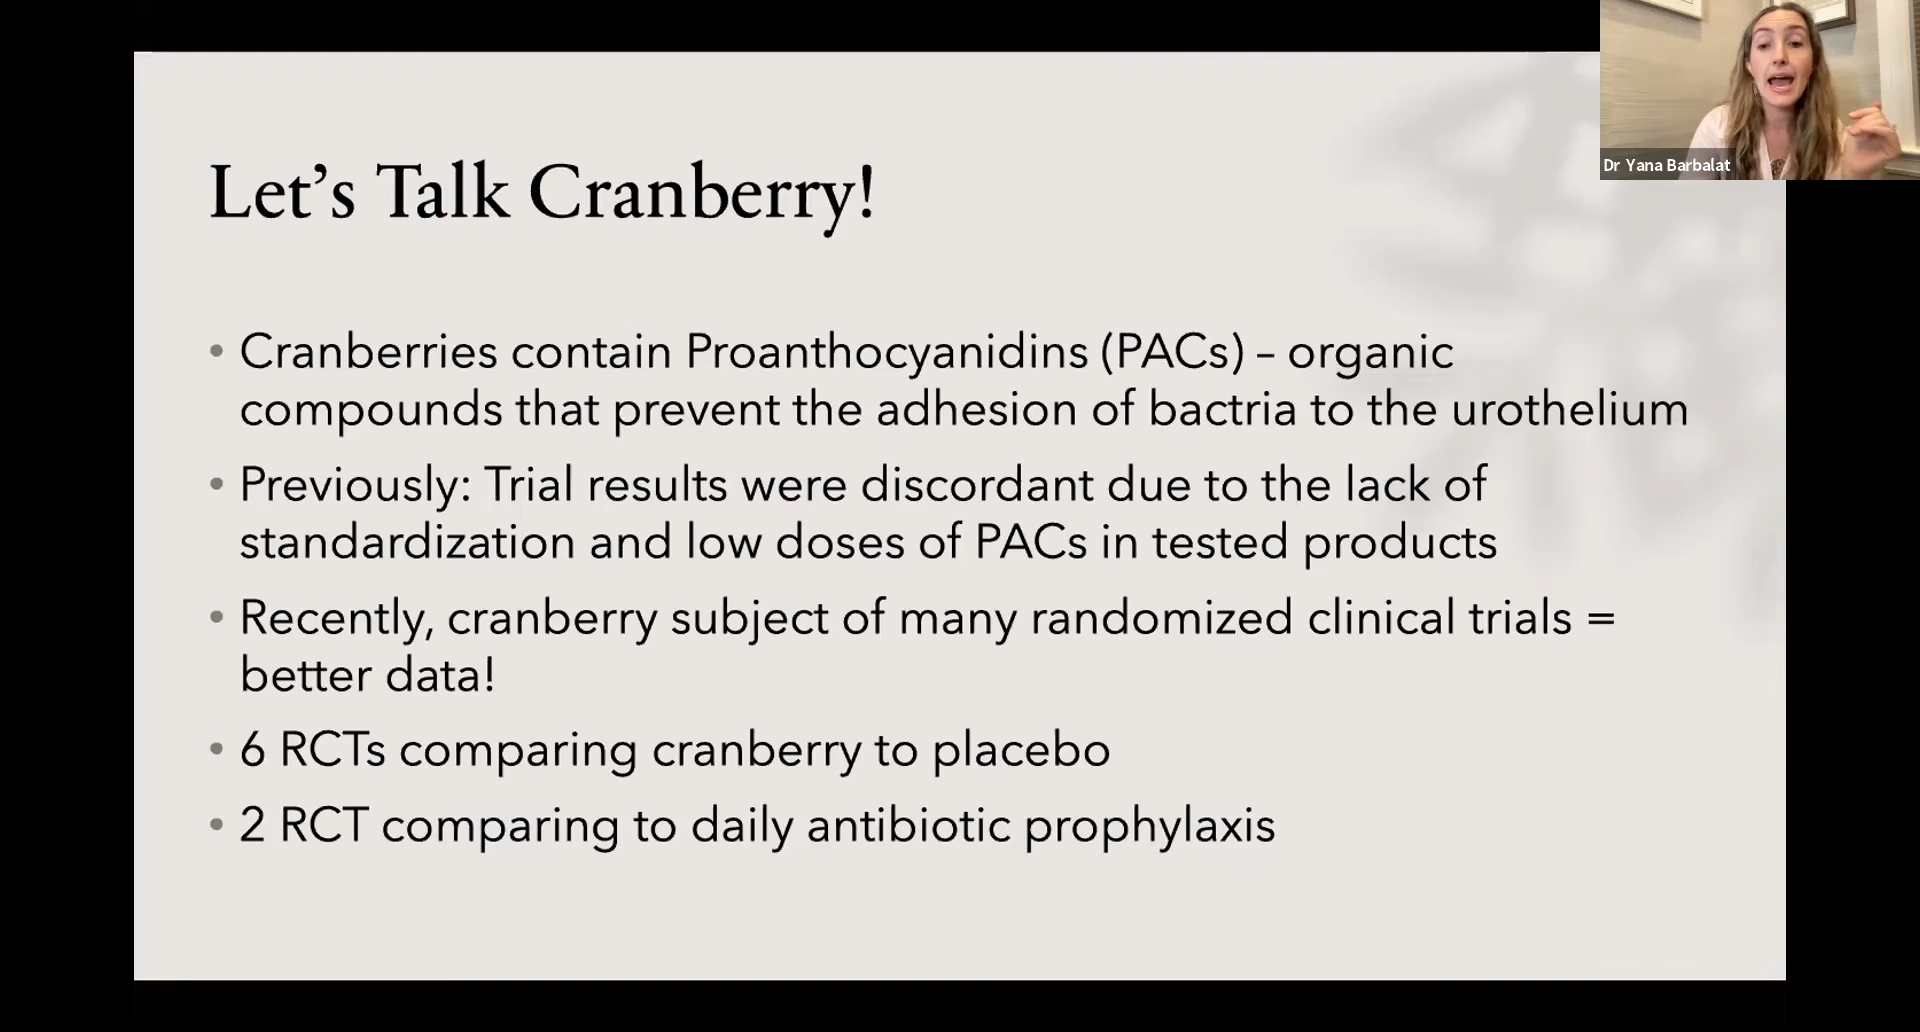 Dr Yana Barbalat
Let's Talk Cranberry!
• Cranberries contain Proanthocyanidins (PACs) – organic
compounds that prevent the adhesion of bactria to the urothelium
• Previously: Trial results were discordant due to the lack of
standardization and low doses of PACs in tested products
• Recently, cranberry subject of many randomized clinical trials =
better data!
• 6 RCTs comparing cranberry to placebo
• 2 RCT comparing to daily antibiotic prophylaxis